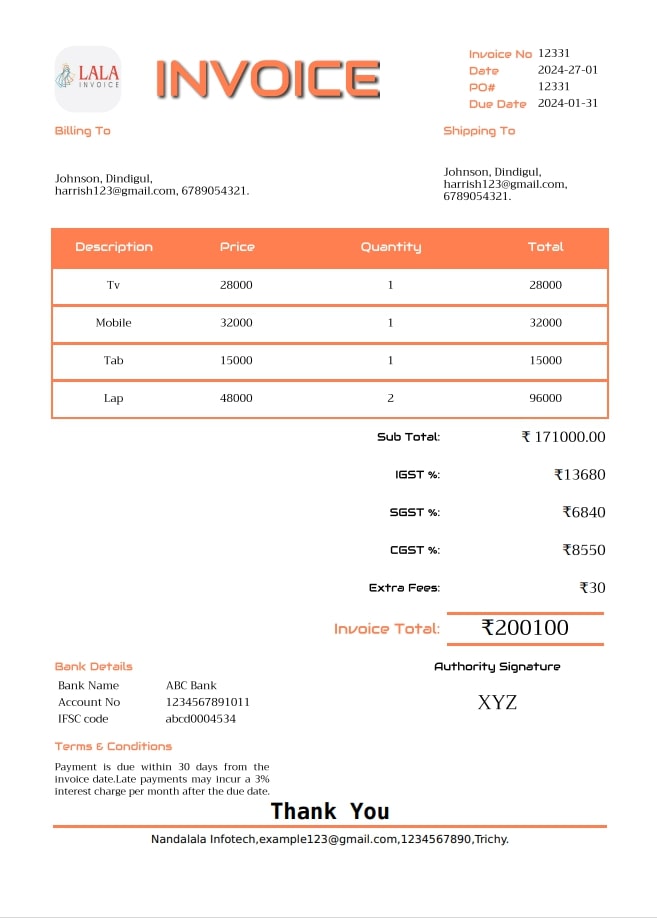 LALA
INVOICE
INVOICE
Invoice No 12331
Date 2024-27-01
PO# 12331
Due Date 2024-01-31
Billing To
Johnson, Dindigul,
harrish123@gmail.com, 6789054321.
Shipping To
Johnson, Dindigul,
harrish123@gmail.com,
6789054321.
Description Price Quantity Total
Tv 28000 1 28000
Mobile 32000 1 32000
Tab 15000 1 15000
Lap 48000 2 96000
Sub Total: ₹ 171000.00
IGST %: ₹13680
SGST %: ₹6840
CGST %: ₹8550
Extra Fees: ₹30
Invoice Total: ₹200100
Bank Details
Bank Name ABC Bank
Account No 1234567891011
IFSC code abcd0004534
Authority Signature
XYZ
Terms & Conditions
Payment is due within 30 days from the
invoice date.Late payments may incur a 3%
interest charge per month after the due date.
Thank You
Nandalala Infotech,example123@gmail.com,1234567890,Trichy.